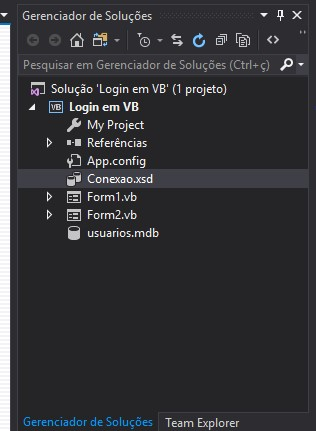 Gerenciador de Soluções
Pesquisar em Gerenciador de Soluções (Ctrl+ç)
Solução 'Login em VB' (1 projeto)
VB Login em VB
My Project
Referências
App.config
Conexao.xsd
Form1.vb
Form2.vb
usuarios.mdb
Gerenciador de Soluções Team Explorer